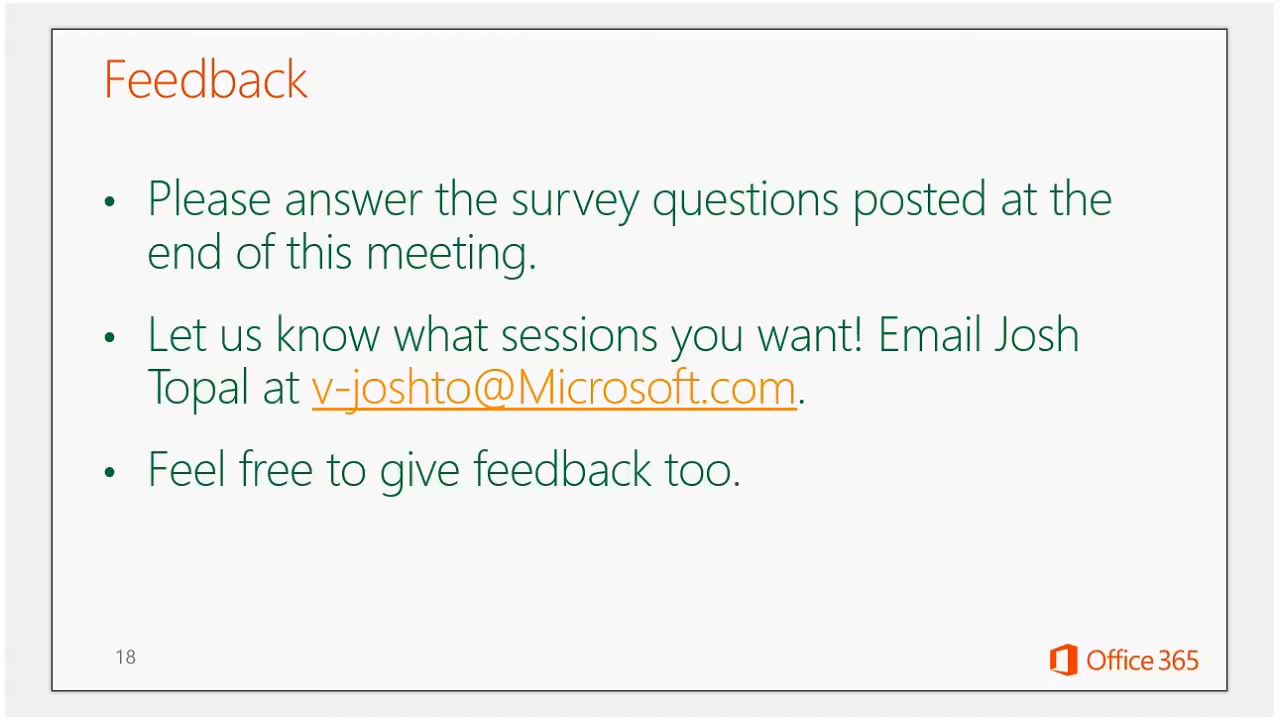 Feedback
• Please answer the survey questions posted at the
end of this meeting.
• Let us know what sessions you want! Email Josh
Topal at v-joshto@Microsoft.com.
• Feel free to give feedback too.
18
Office 365